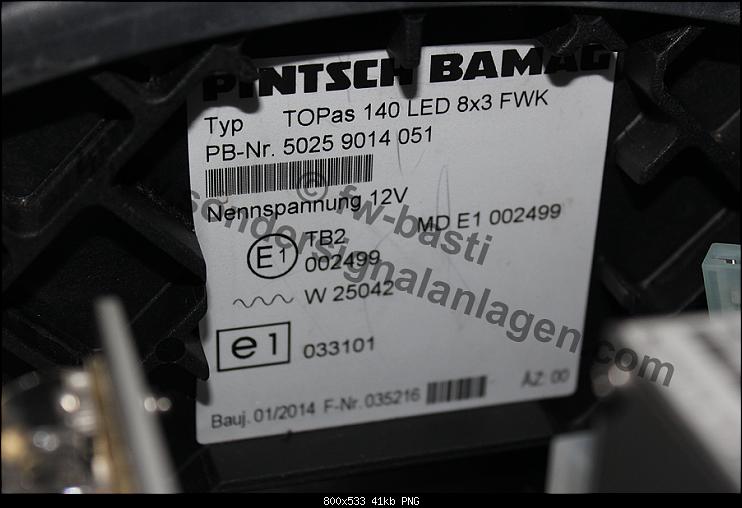 PINTSCH BAMAG
Typ TOPas 140 LED 8x3 FWK
PB-Nr. 5025 9014 051
Nennspannung 12V
E1 TB2 MD E1 002499
002499
W 25042
e1 033101
Bauj. 01/2014 F-Nr. 035216 ÄZ: 00
© fw-basti
sondersignalanlagen.com
800x533 41kb PNG